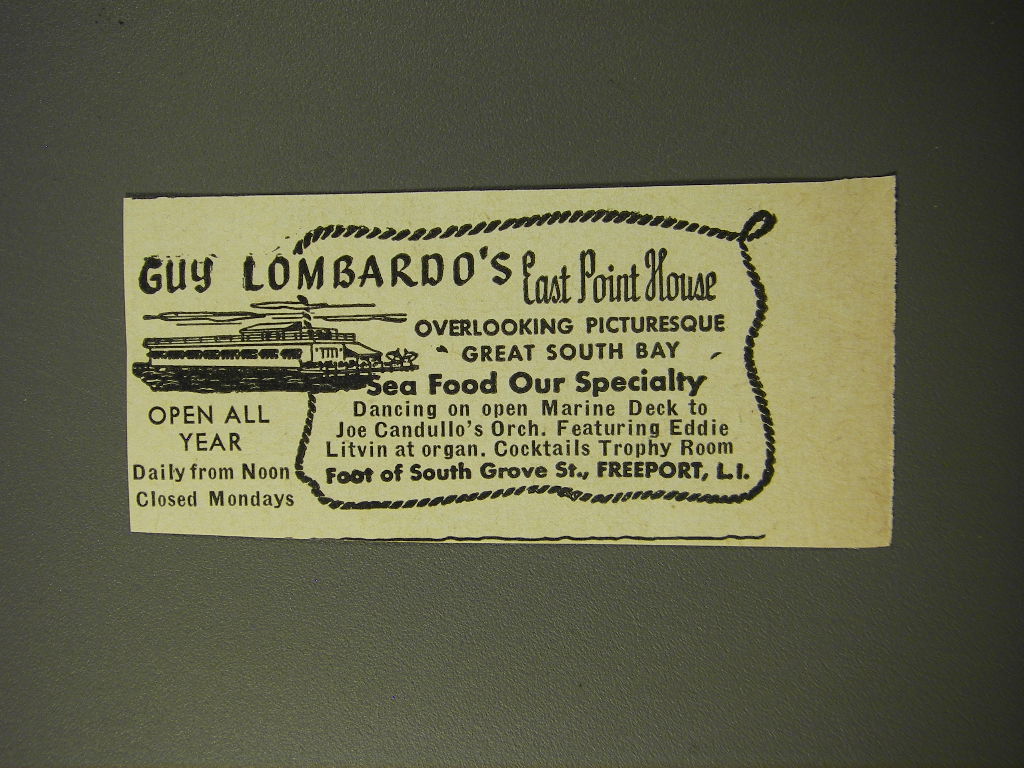 GUY LOMBARDO'S East Point House
OVERLOOKING PICTURESQUE
GREAT SOUTH BAY
Sea Food Our Specialty
Dancing on open Marine Deck to
Joe Candullo's Orch. Featuring Eddie
Litvin at organ. Cocktails Trophy Room
Foot of South Grove St., FREEPORT, L.I.
OPEN ALL
YEAR
Daily from Noon
Closed Mondays